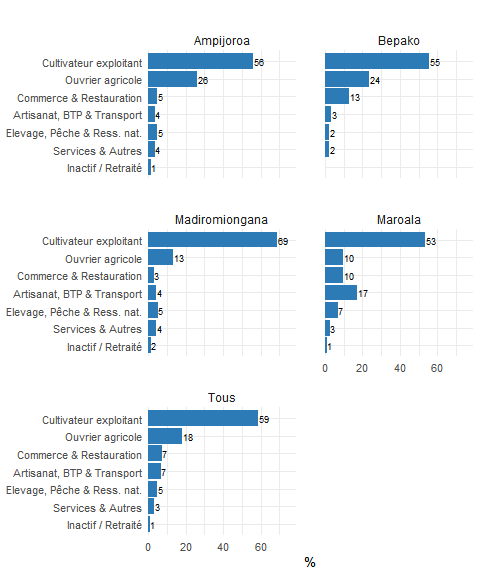 Ampijoroa
Bepako
Cultivateur exploitant 56 55
Ouvrier agricole 26 24
Commerce & Restauration 5 13
Artisanat, BTP & Transport 4 3
Elevage, Pêche & Ress. nat. 5 2
Services & Autres 4 2
Inactif / Retraité 1
Madiromiongana
Maroala
Cultivateur exploitant 69 53
Ouvrier agricole 13 10
Commerce & Restauration 3 10
Artisanat, BTP & Transport 4 17
Elevage, Pêche & Ress. nat. 5 7
Services & Autres 4 3
Inactif / Retraité 2 1
0 20 40 60
Tous
Cultivateur exploitant 59
Ouvrier agricole 18
Commerce & Restauration 7
Artisanat, BTP & Transport 7
Elevage, Pêche & Ress. nat. 5
Services & Autres 3
Inactif / Retraité 1
0 20 40 60
%